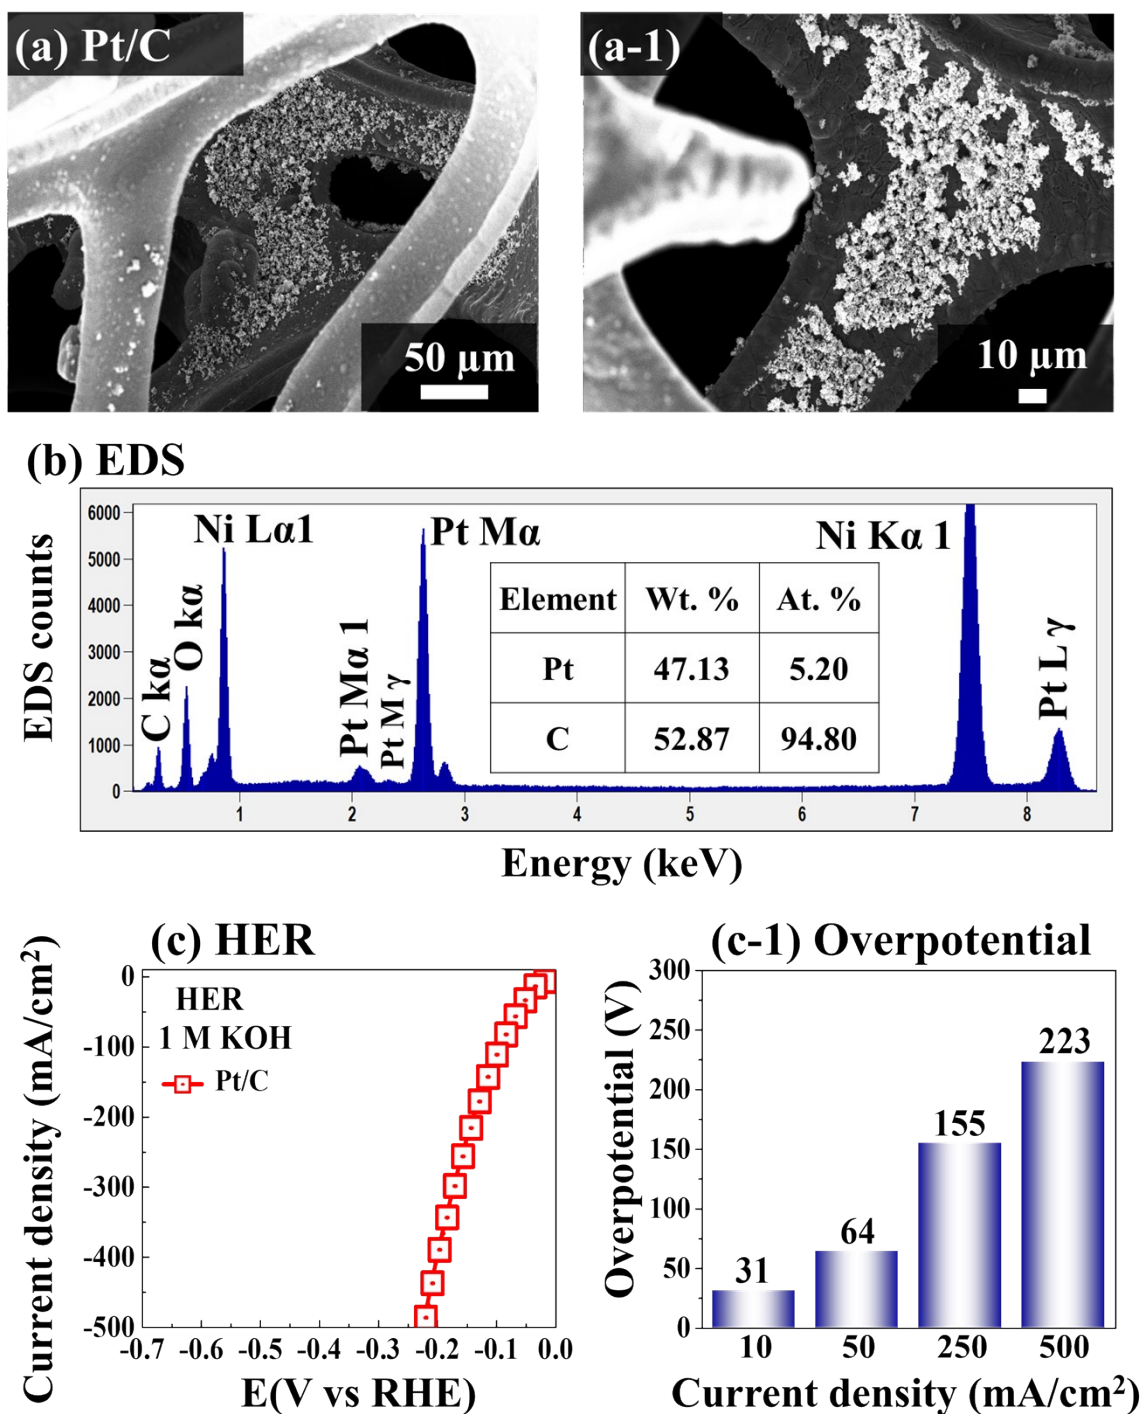 (a) Pt/C
50 µm
(a-1)
10 µm
(b) EDS
EDS counts
6000
5000
4000
3000
2000
1000
0
C kα
O kα
Ni Lα1
Pt Mα 1
Pt M γ
Pt Mα
Ni Kα 1
Pt L γ
Element Wt. % At. %
Pt 47.13 5.20
C 52.87 94.80
1 2 3 4 5 6 7 8
Energy (keV)
(c) HER
Current density (mA/cm²)
0
-100
-200
-300
-400
-500
HER
1 M KOH
Pt/C
-0.7 -0.6 -0.5 -0.4 -0.3 -0.2 -0.1 0.0
E(V vs RHE)
(c-1) Overpotential
Overpotential (V)
300
250
200
150
100
50
0
31
64
155
223
10 50 250 500
Current density (mA/cm²)